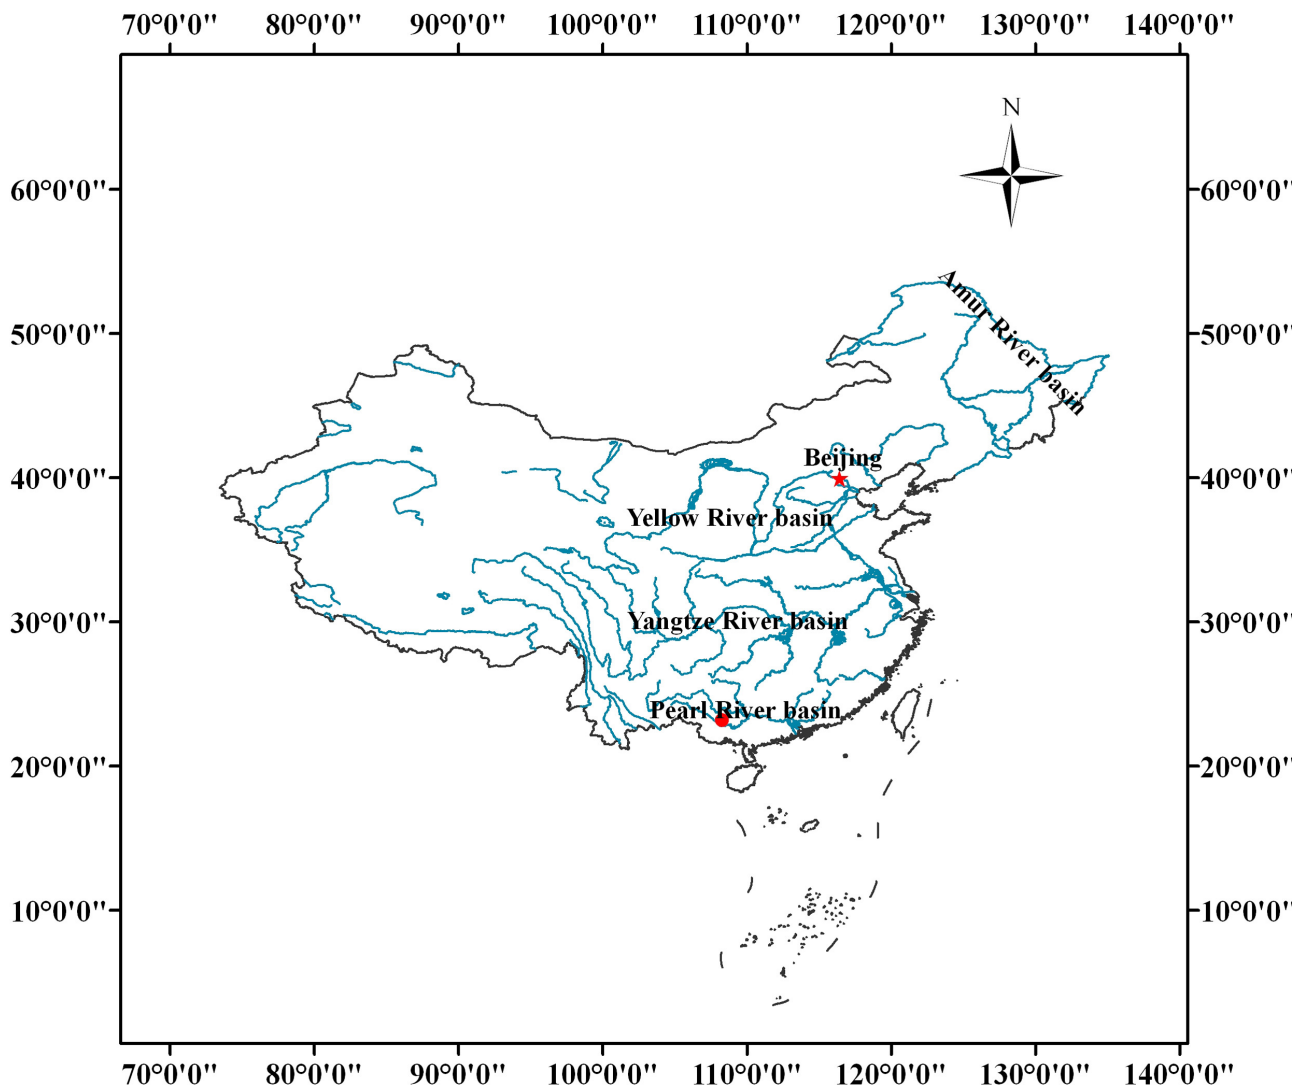 70°0'0" 80°0'0" 90°0'0" 100°0'0" 110°0'0" 120°0'0" 130°0'0" 140°0'0"
N
60°0'0" 60°0'0"
Amur River basin
50°0'0" 50°0'0"
Beijing
40°0'0" 40°0'0"
Yellow River basin
Yangtze River basin
30°0'0" 30°0'0"
Pearl River basin
20°0'0" 20°0'0"
10°0'0" 10°0'0"
70°0'0" 80°0'0" 90°0'0" 100°0'0" 110°0'0" 120°0'0" 130°0'0" 140°0'0"